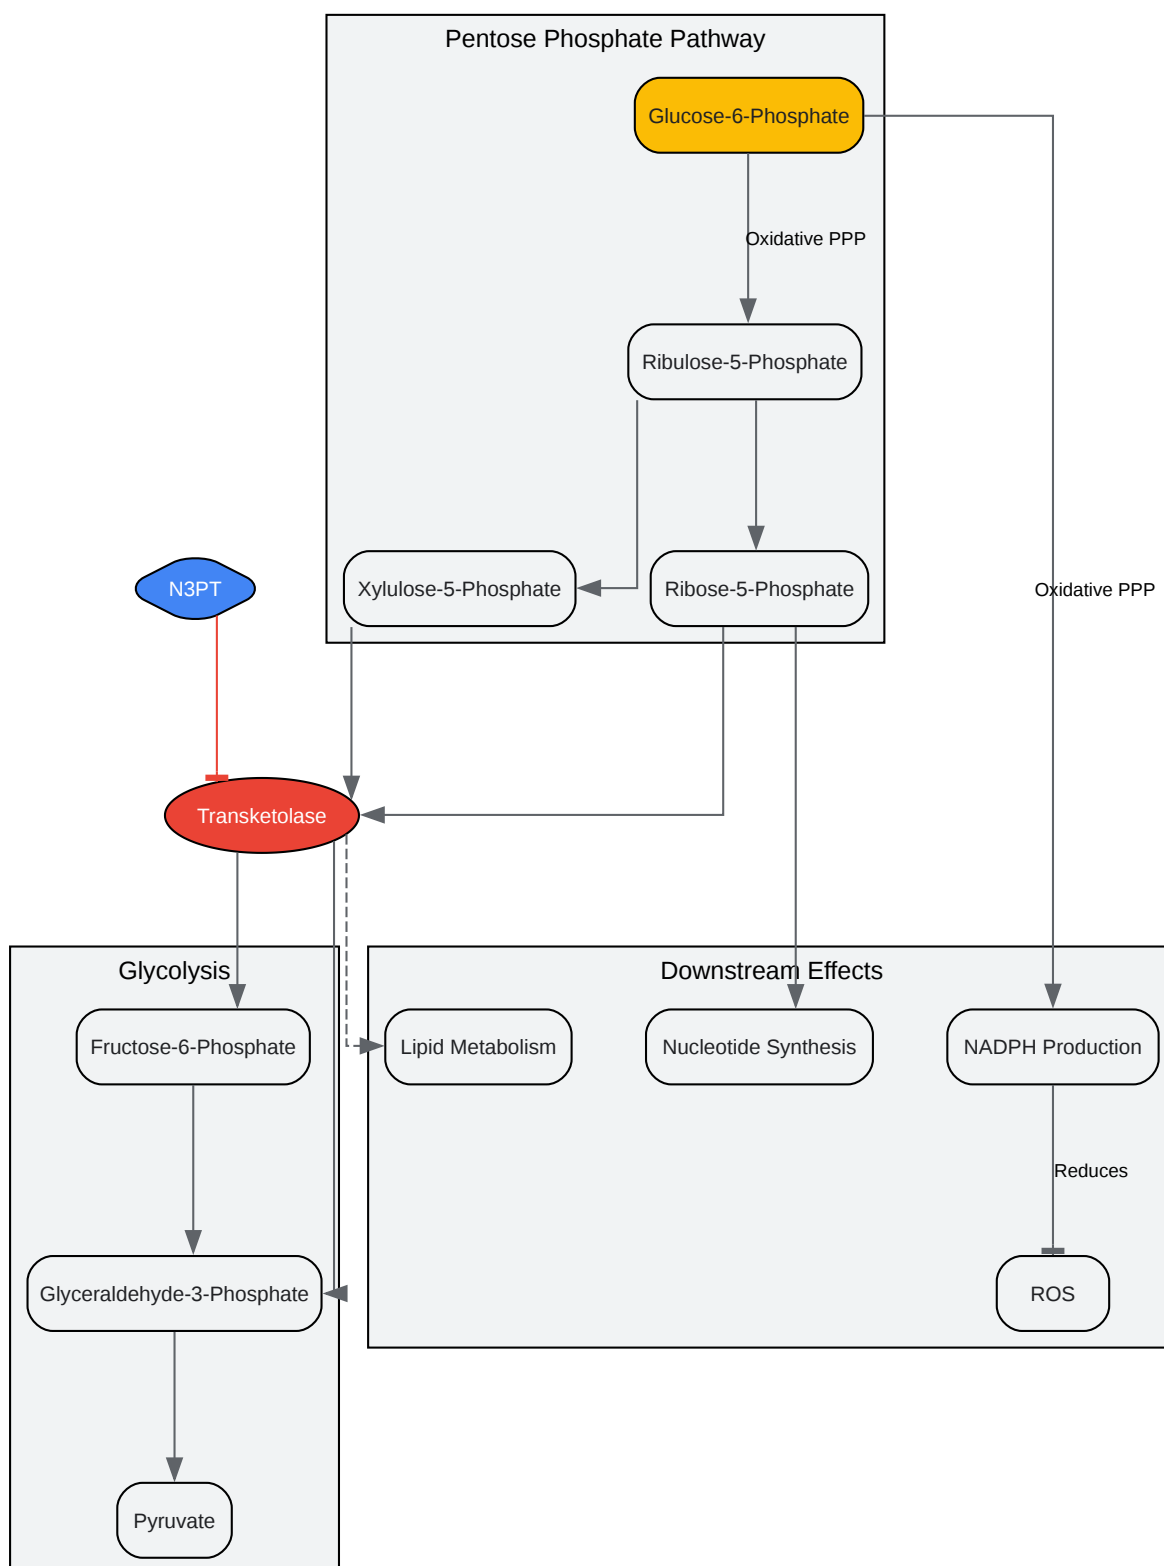 Pentose Phosphate Pathway
Glucose-6-Phosphate
Oxidative PPP
Ribulose-5-Phosphate
N3PT
Xylulose-5-Phosphate
Ribose-5-Phosphate
Oxidative PPP
Transketolase
Glycolysis
Downstream Effects
Fructose-6-Phosphate
Lipid Metabolism
Nucleotide Synthesis
NADPH Production
Reduces
Glyceraldehyde-3-Phosphate
ROS
Pyruvate